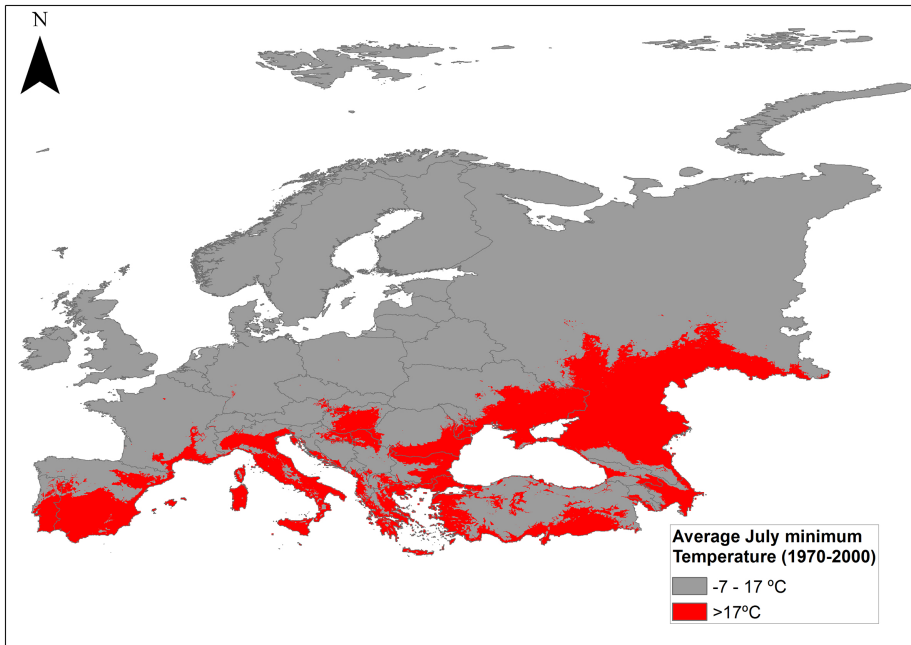 N
Average July minimum
Temperature (1970-2000)
-7 - 17 ºC
>17ºC